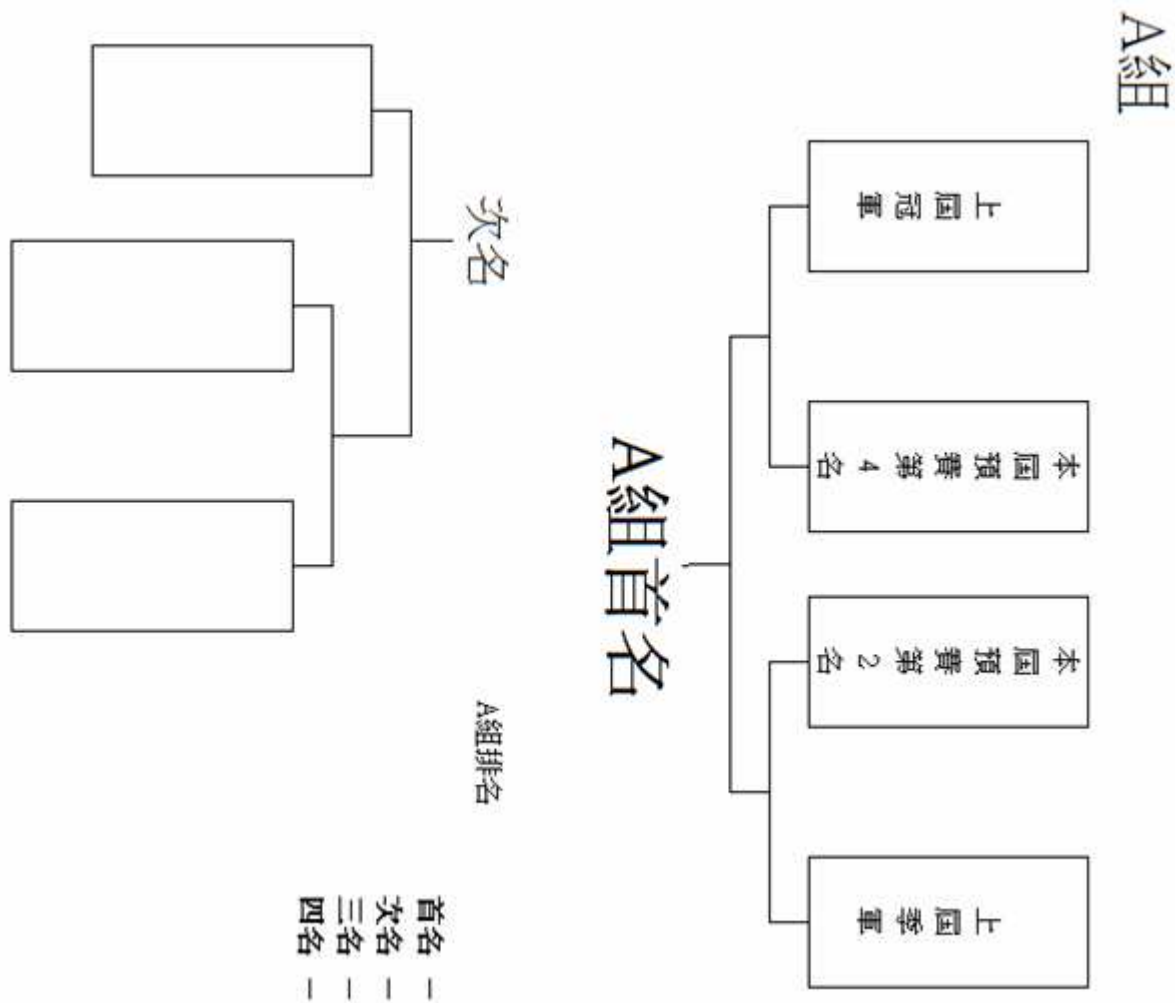 A組
上屆冠軍
本屆預賽第4名
本屆預賽第2名
上屆季軍
A組首名
次名
A組排名
首名 –
次名 –
三名 –
四名 –